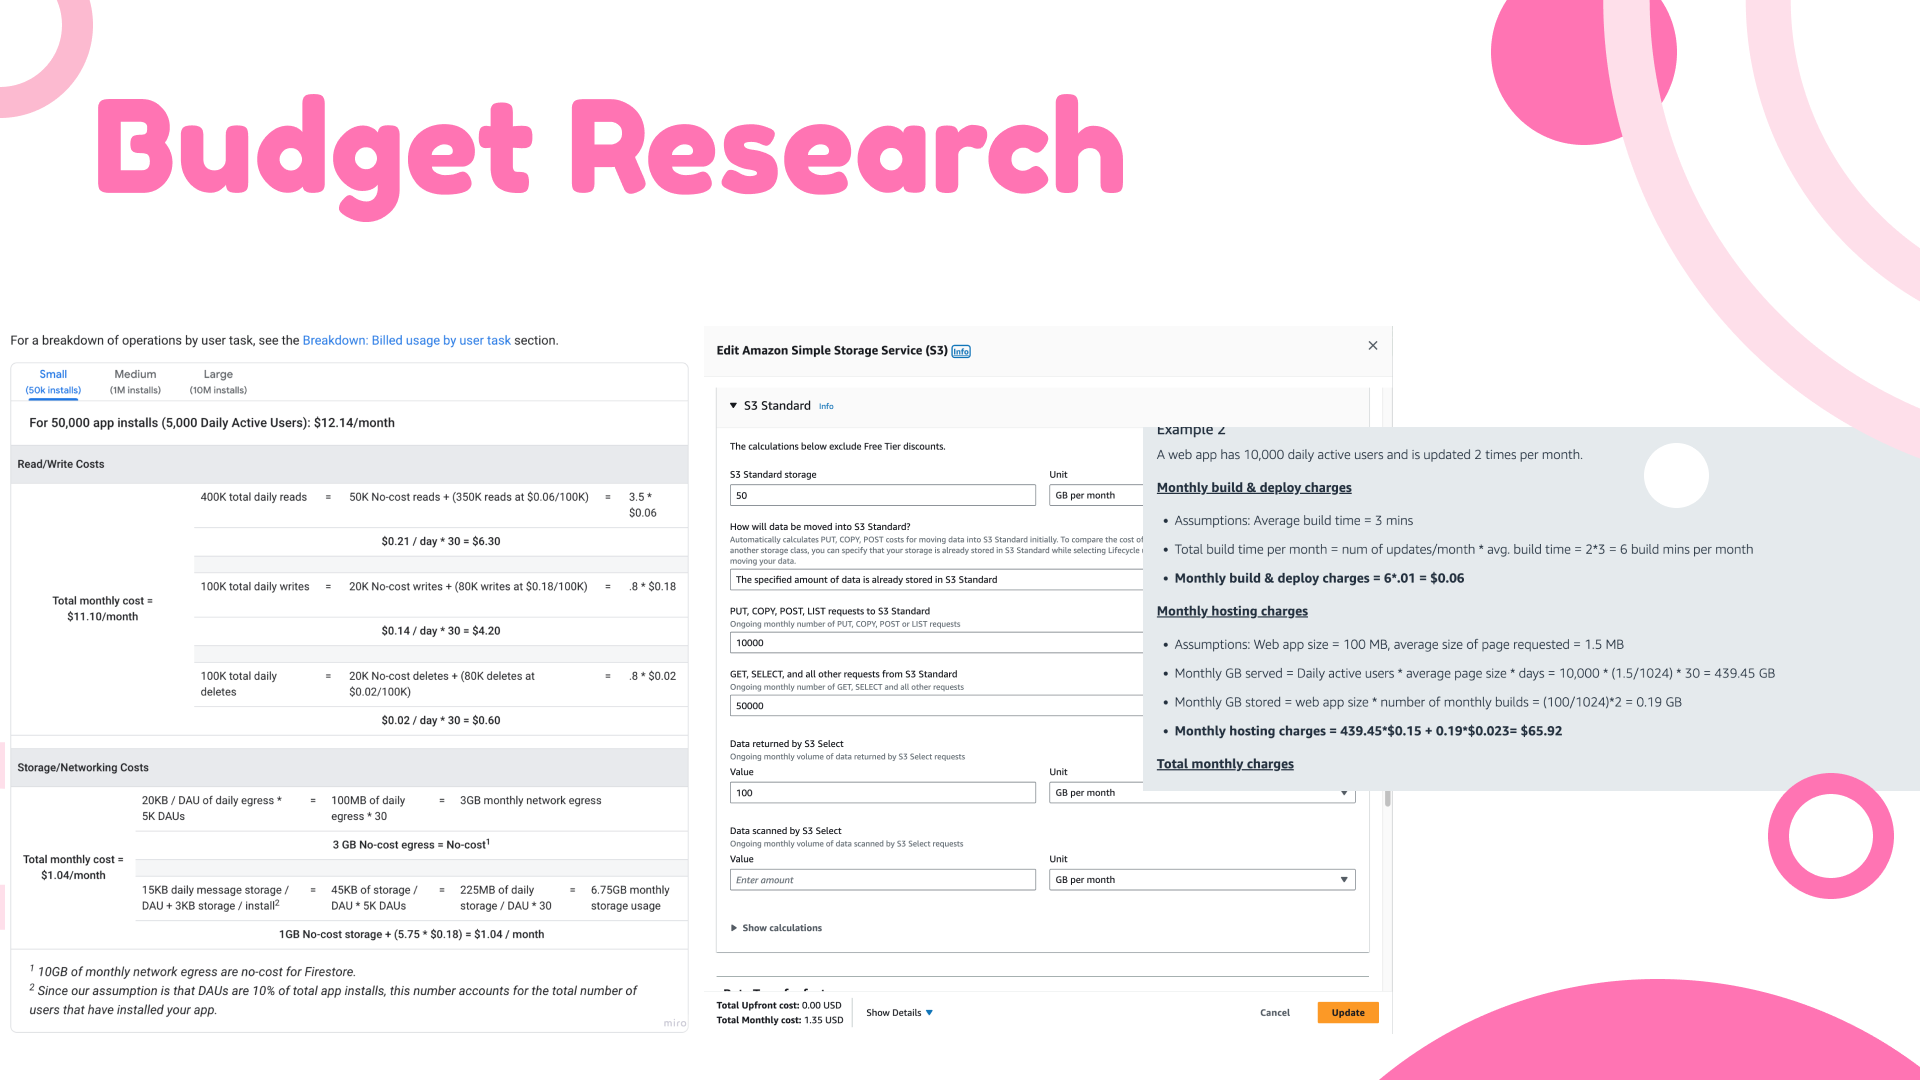 Budget Research
For a breakdown of operations by user task, see the Breakdown: Billed usage by user task section.
Small Medium Large
(50k installs) (1M installs) (10M installs)
For 50,000 app installs (5,000 Daily Active Users): $12.14/month
Read/Write Costs
Total monthly cost =
$11.10/month
400K total daily reads = 50K No-cost reads + (350K reads at $0.06/100K) = 3.5 *
$0.06
$0.21 / day * 30 = $6.30
100K total daily writes = 20K No-cost writes + (80K writes at $0.18/100K) = .8 * $0.18
$0.14 / day * 30 = $4.20
100K total daily = 20K No-cost deletes + (80K deletes at = .8 * $0.02
deletes $0.02/100K)
$0.02 / day * 30 = $0.60
Storage/Networking Costs
Total monthly cost =
$1.04/month
20KB / DAU of daily egress * = 100MB of daily = 3GB monthly network egress
5K DAUs egress * 30
3 GB No-cost egress = No-cost1
15KB daily message storage / = 45KB of storage / = 225MB of daily = 6.75GB monthly
DAU + 3KB storage / install2 DAU * 5K DAUs storage / DAU * 30 storage usage
1GB No-cost storage + (5.75 * $0.18) = $1.04 / month
1 10GB of monthly network egress are no-cost for Firestore.
2 Since our assumption is that DAUs are 10% of total app installs, this number accounts for the total number of
users that have installed your app.
miro
Edit Amazon Simple Storage Service (S3) Info
S3 Standard Info
The calculations below exclude Free Tier discounts.
S3 Standard storage Unit
50 GB per month
How will data be moved into S3 Standard?
Automatically calculates PUT, COPY, POST costs for moving data into S3 Standard initially. To compare the cost of
another storage class, you can specify that your storage is already stored in S3 Standard while selecting Lifecycle
moving your data.
The specified amount of data is already stored in S3 Standard
PUT, COPY, POST, LIST requests to S3 Standard
Ongoing monthly number of PUT, COPY, POST or LIST requests
10000
GET, SELECT, and all other requests from S3 Standard
Ongoing monthly number of GET, SELECT and all other requests
50000
Data returned by S3 Select
Ongoing monthly volume of data returned by S3 Select requests
Value Unit
100 GB per month
Data scanned by S3 Select
Ongoing monthly volume of data scanned by S3 Select requests
Value Unit
Enter amount GB per month
Show calculations
Total Upfront cost: 0.00 USD
Total Monthly cost: 1.35 USD
Show Details
Cancel Update
Example 2
A web app has 10,000 daily active users and is updated 2 times per month.
Monthly build & deploy charges
• Assumptions: Average build time = 3 mins
• Total build time per month = num of updates/month * avg. build time = 2*3 = 6 build mins per month
• Monthly build & deploy charges = 6*.01 = $0.06
Monthly hosting charges
• Assumptions: Web app size = 100 MB, average size of page requested = 1.5 MB
• Monthly GB served = Daily active users * average page size * days = 10,000 * (1.5/1024) * 30 = 439.45 GB
• Monthly GB stored = web app size * number of monthly builds = (100/1024)*2 = 0.19 GB
• Monthly hosting charges = 439.45*$0.15 + 0.19*$0.023= $65.92
Total monthly charges